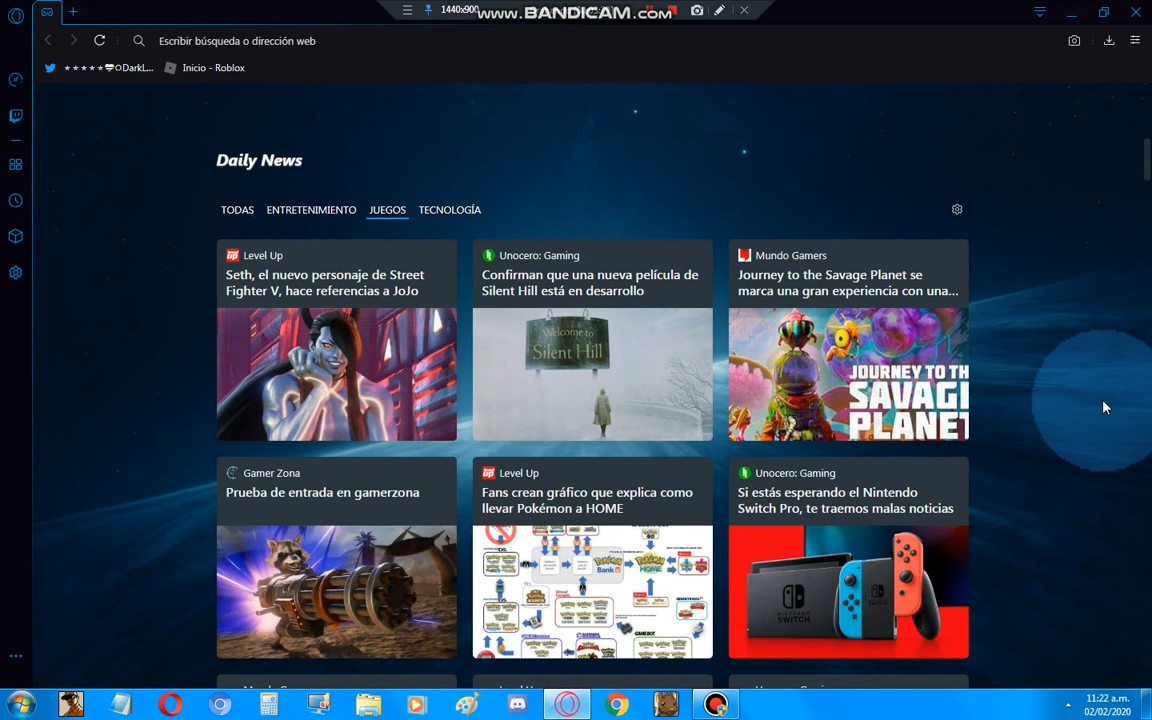 1440x900
www.BANDICAM.com
Escribir búsqueda o dirección web
DarkL...
Inicio - Roblox
Daily News
TODAS
ENTRETENIMIENTO
JUEGOS
TECNOLOGÍA
Level Up
Seth, el nuevo personaje de Street
Fighter V, hace referencias a JoJo
Unocero: Gaming
Confirman que una nueva película de
Silent Hill está en desarrollo
Welcome to
Silent Hill
Mundo Gamers
Journey to the Savage Planet se
marca una gran experiencia con una...
JOURNEY TO TH
SAVAG
PLANET
Gamer Zona
Prueba de entrada en gamerzona
Level Up
Fans crean gráfico que explica como
llevar Pokémon a HOME
Bank
HOME
Unocero: Gaming
Si estás esperando el Nintendo
Switch Pro, te traemos malas noticias
NINTENDO
SWITCH
11:22 a.m.
02/02/2020